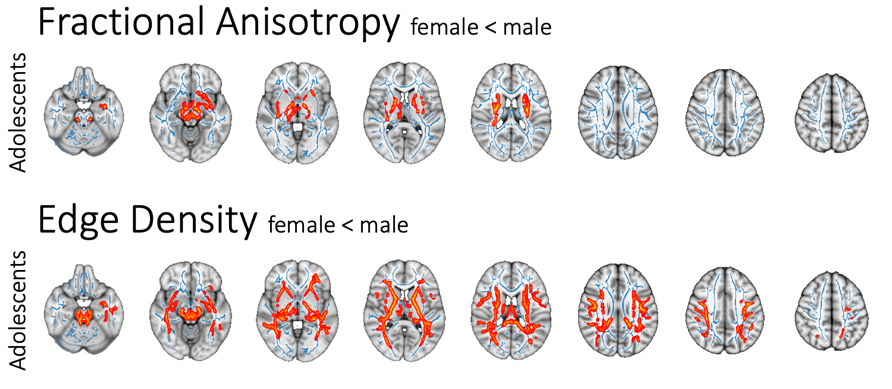 Fractional Anisotropy female < male
Adolescents
Edge Density female < male
Adolescents